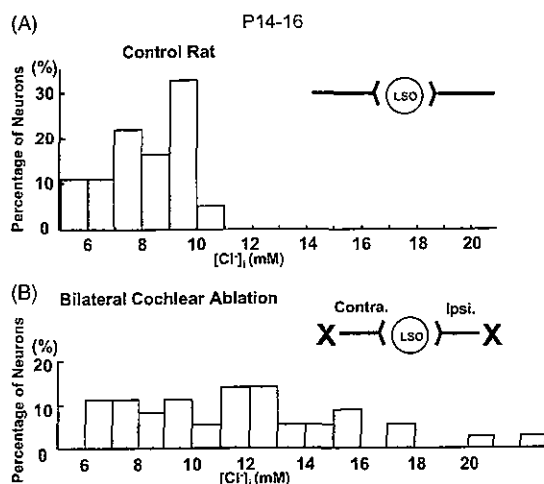 (A)
P14-16
Control Rat
(%)
Percentage of Neurons
30
20
10
0
LSO
6 8 10 12 14 16 18 20
[Cl-]i (mM)
(B)
Bilateral Cochlear Ablation
Contra. Ipsi.
X LSO X
(%)
Percentage of Neurons
20
10
0
6 8 10 12 14 16 18 20
[Cl-]i (mM)